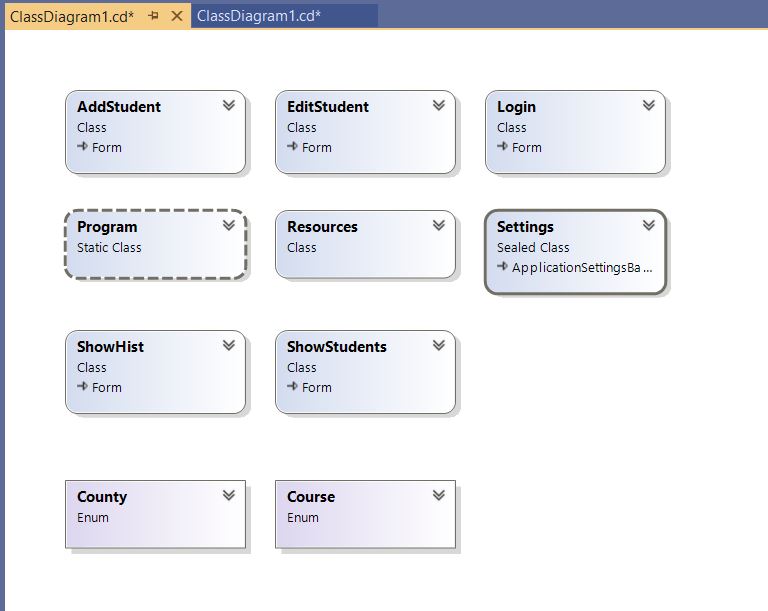 ClassDiagram1.cd* ClassDiagram1.cd*
AddStudent
Class
Form
EditStudent
Class
Form
Login
Class
Form
Program
Static Class
Resources
Class
Settings
Sealed Class
ApplicationSettingsBa...
ShowHist
Class
Form
ShowStudents
Class
Form
County
Enum
Course
Enum